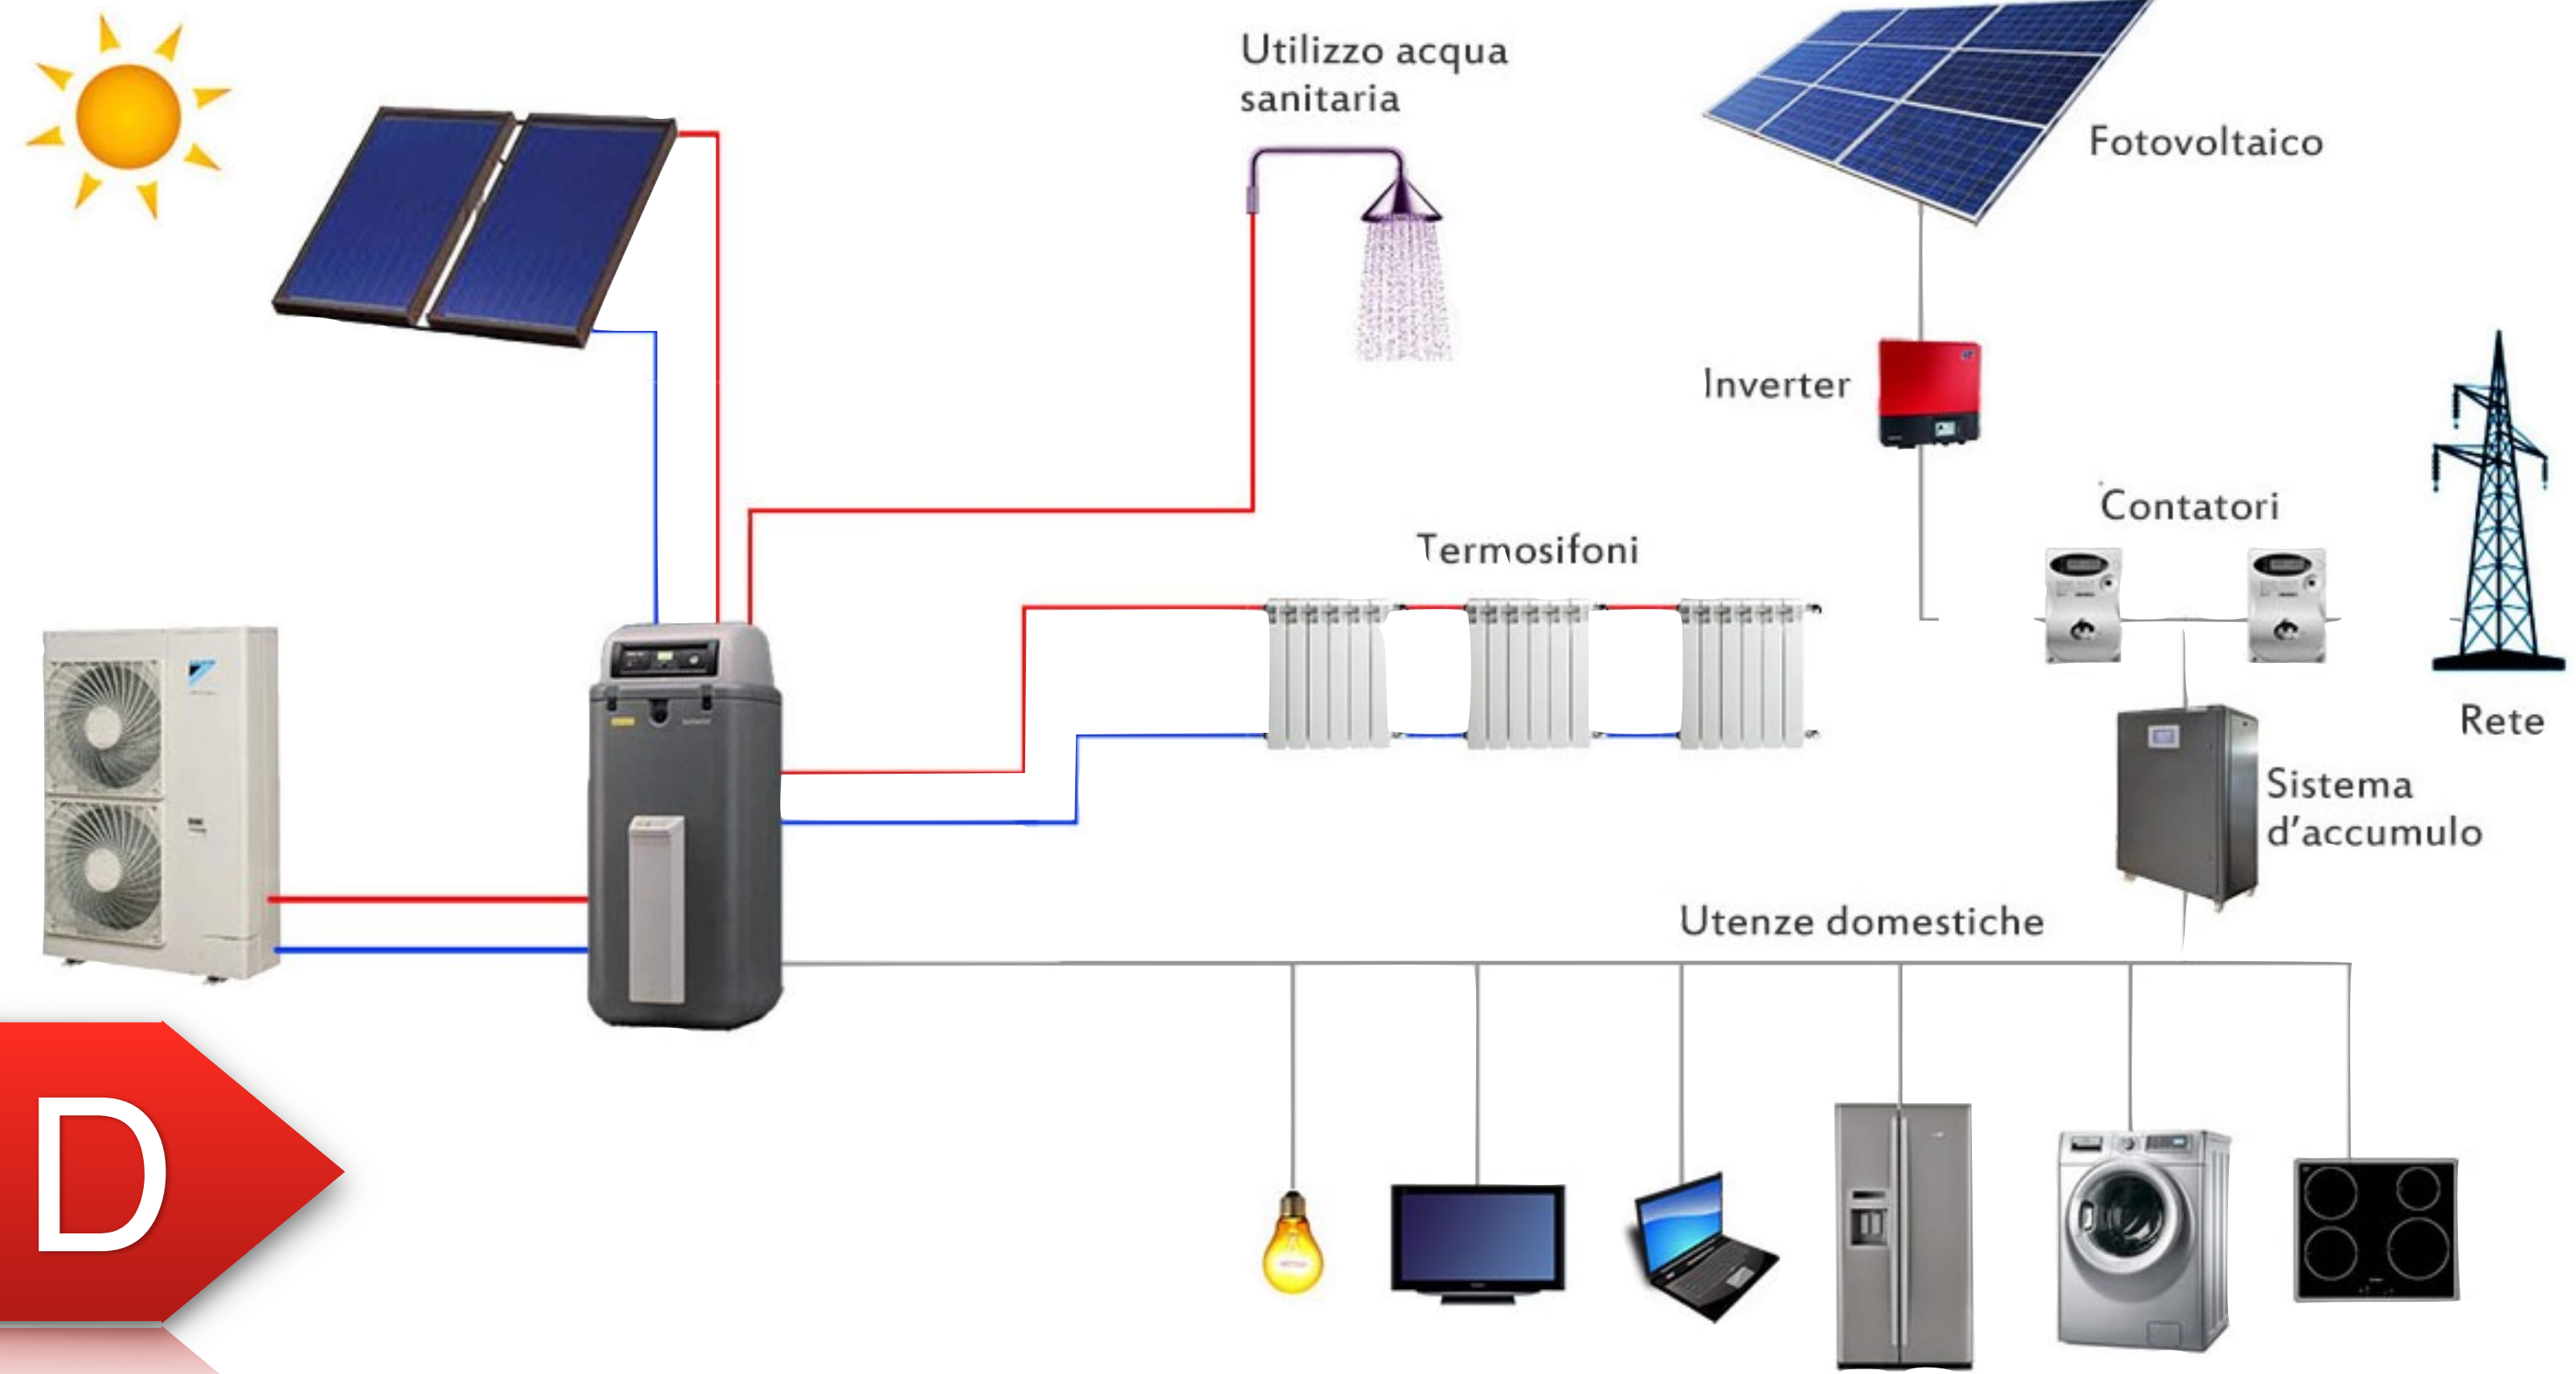 Utilizzo acqua
sanitaria
Fotovoltaico
Inverter
Contatori
Termosifoni
Rete
Sistema
d'accumulo
Utenze domestiche
D